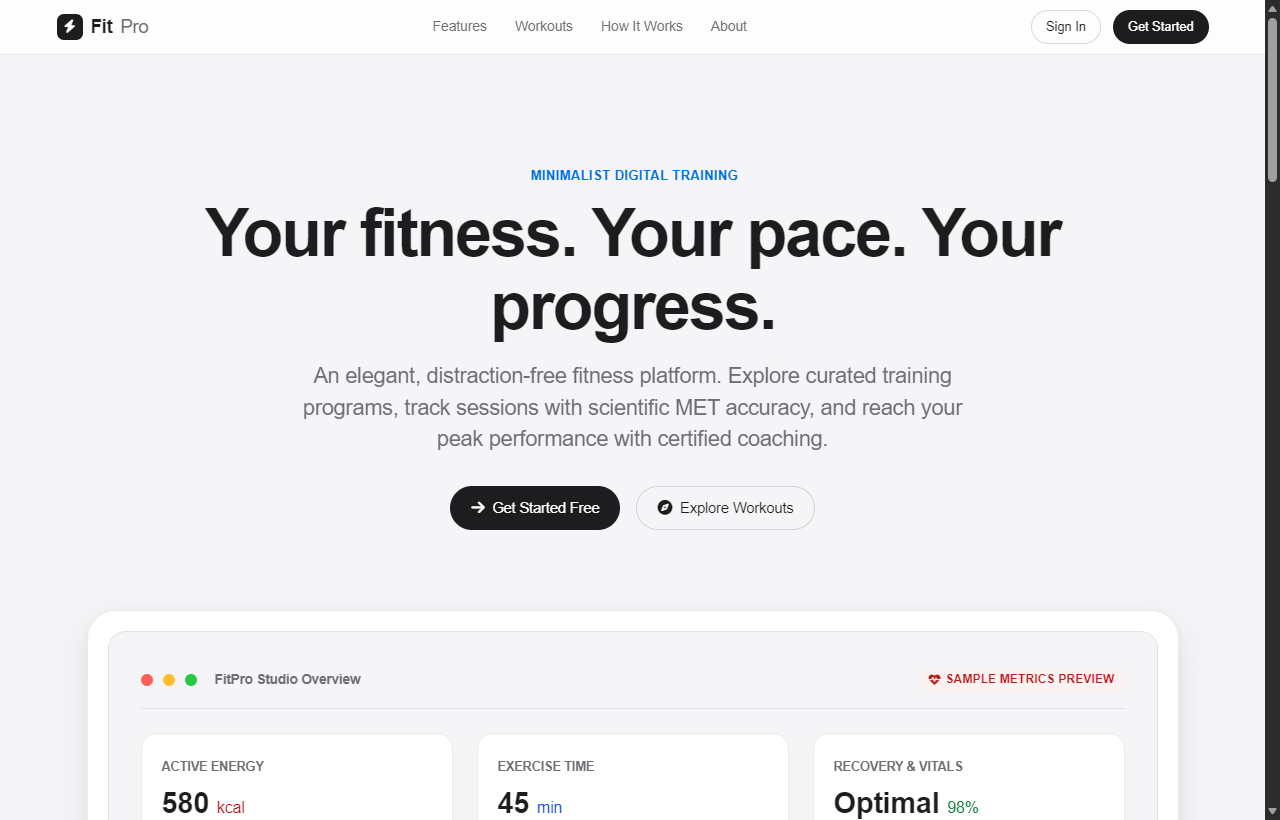 Fit Pro
Features
Workouts
How It Works
About
Sign In
Get Started
MINIMALIST DIGITAL TRAINING
Your fitness. Your pace. Your
progress.
An elegant, distraction-free fitness platform. Explore curated training
programs, track sessions with scientific MET accuracy, and reach your
peak performance with certified coaching.
Get Started Free
Explore Workouts
FitPro Studio Overview
SAMPLE METRICS PREVIEW
ACTIVE ENERGY
580 kcal
EXERCISE TIME
45 min
RECOVERY & VITALS
Optimal 98%